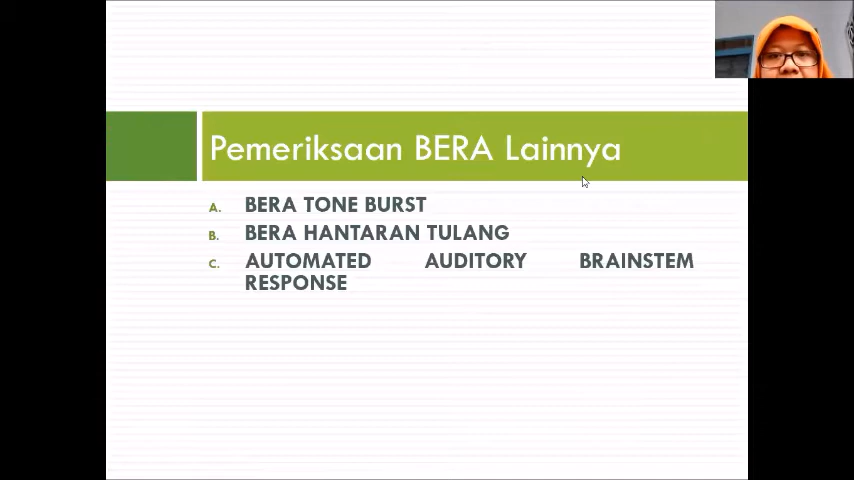 Pemeriksaan BERA Lainnya
A. BERA TONE BURST
B. BERA HANTARAN TULANG
C. AUTOMATED AUDITORY BRAINSTEM
RESPONSE